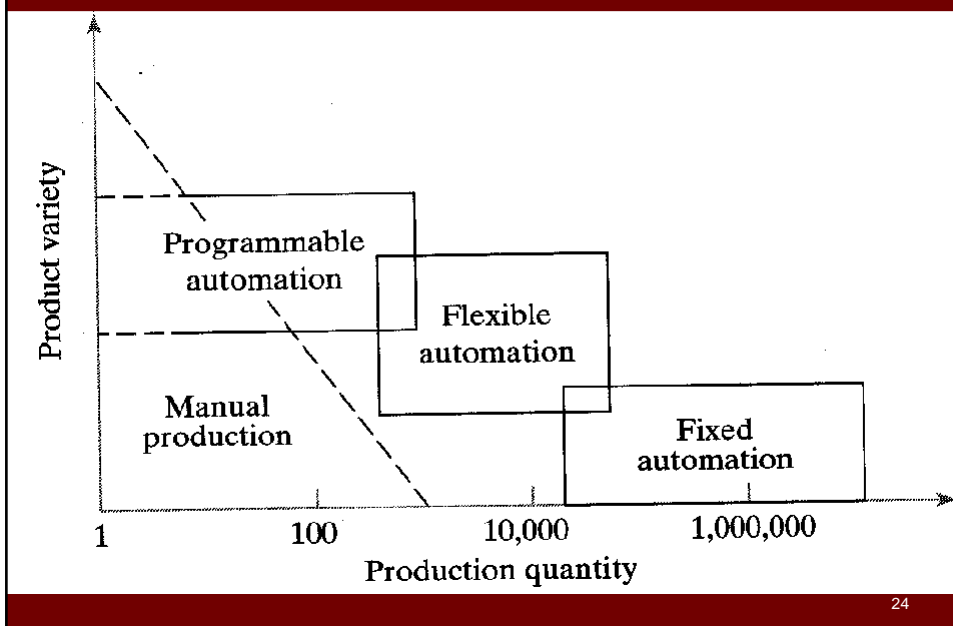 Product variety
Programmable
automation
Flexible
automation
Manual
production
Fixed
automation
1
100
10,000
1,000,000
Production quantity
24